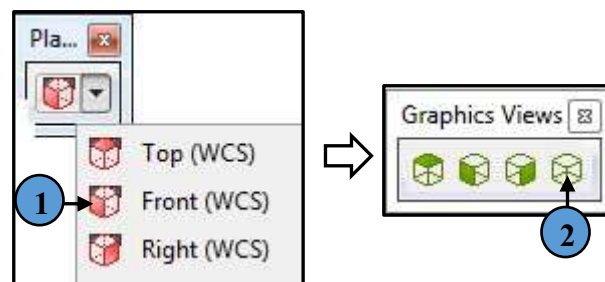 Pla...
Top (WCS)
1
Front (WCS)
Right (WCS)
Graphics Views
2